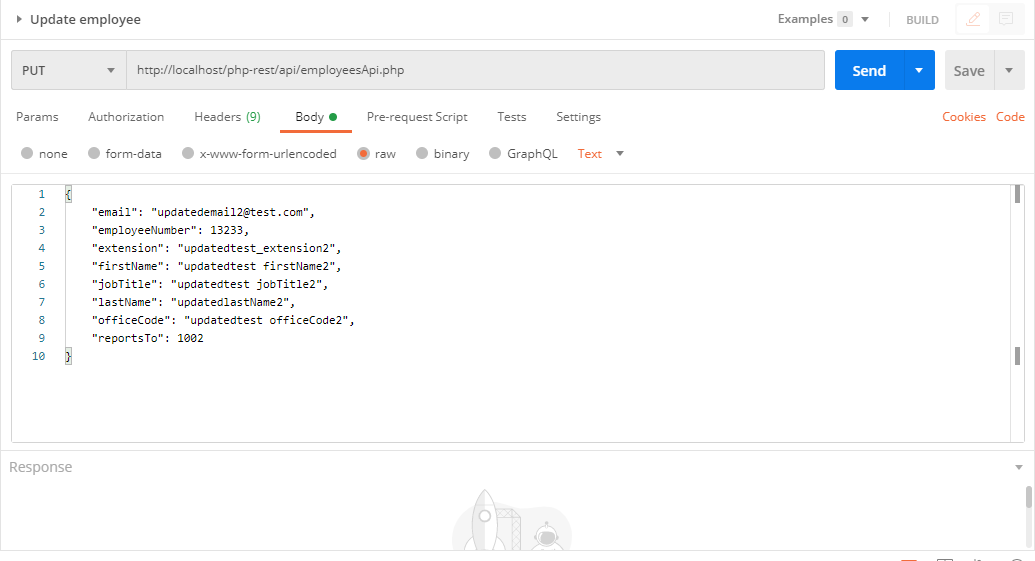 Update employee Examples 0 BUILD
PUT http://localhost/php-rest/api/employeesApi.php Send Save
Params Authorization Headers (9) Body Pre-request Script Tests Settings Cookies Code
none form-data x-www-form-urlencoded raw binary GraphQL Text
1 {
2 "email": "updatedemail2@test.com",
3 "employeeNumber": 13233,
4 "extension": "updatedtest_extension2",
5 "firstName": "updatedtest firstName2",
6 "jobTitle": "updatedtest jobTitle2",
7 "lastName": "updatedlastName2",
8 "officeCode": "updatedtest officeCode2",
9 "reportsTo": 1002
10 }
Response